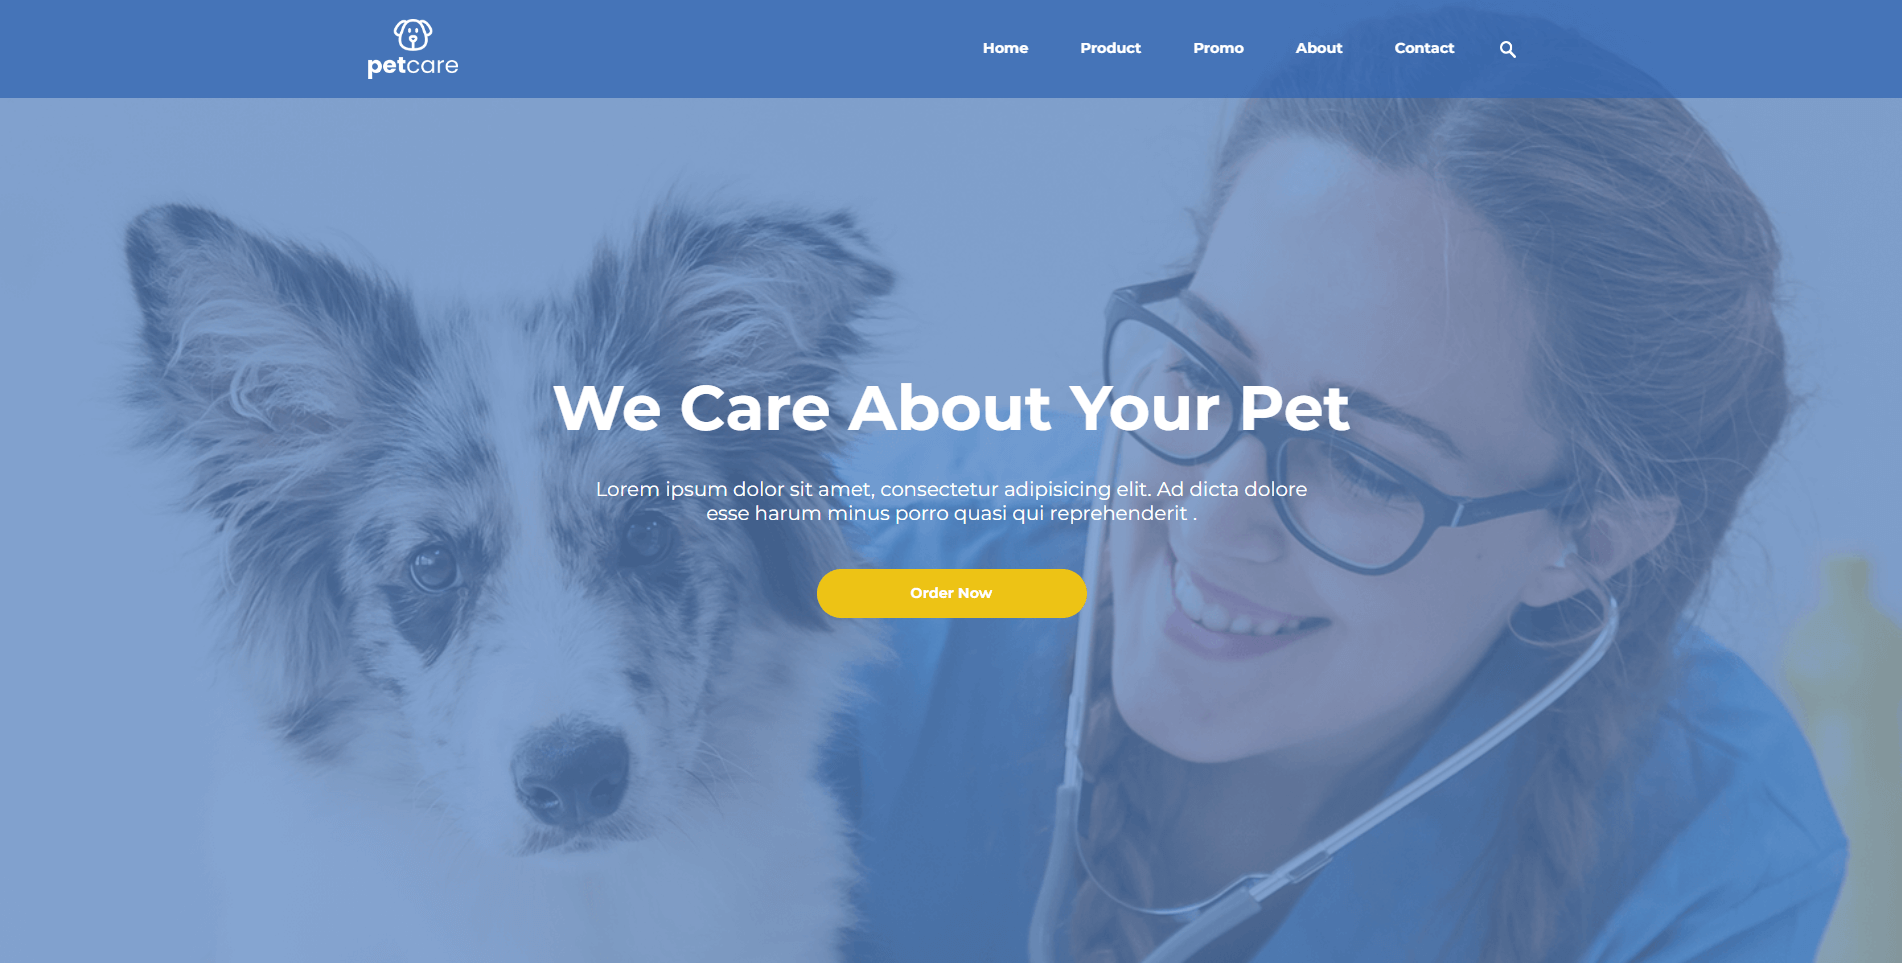 petcare
Home Product Promo About Contact
We Care About Your Pet
Lorem ipsum dolor sit amet, consectetur adipisicing elit. Ad dicta dolore
esse harum minus porro quasi qui reprehenderit .
Order Now